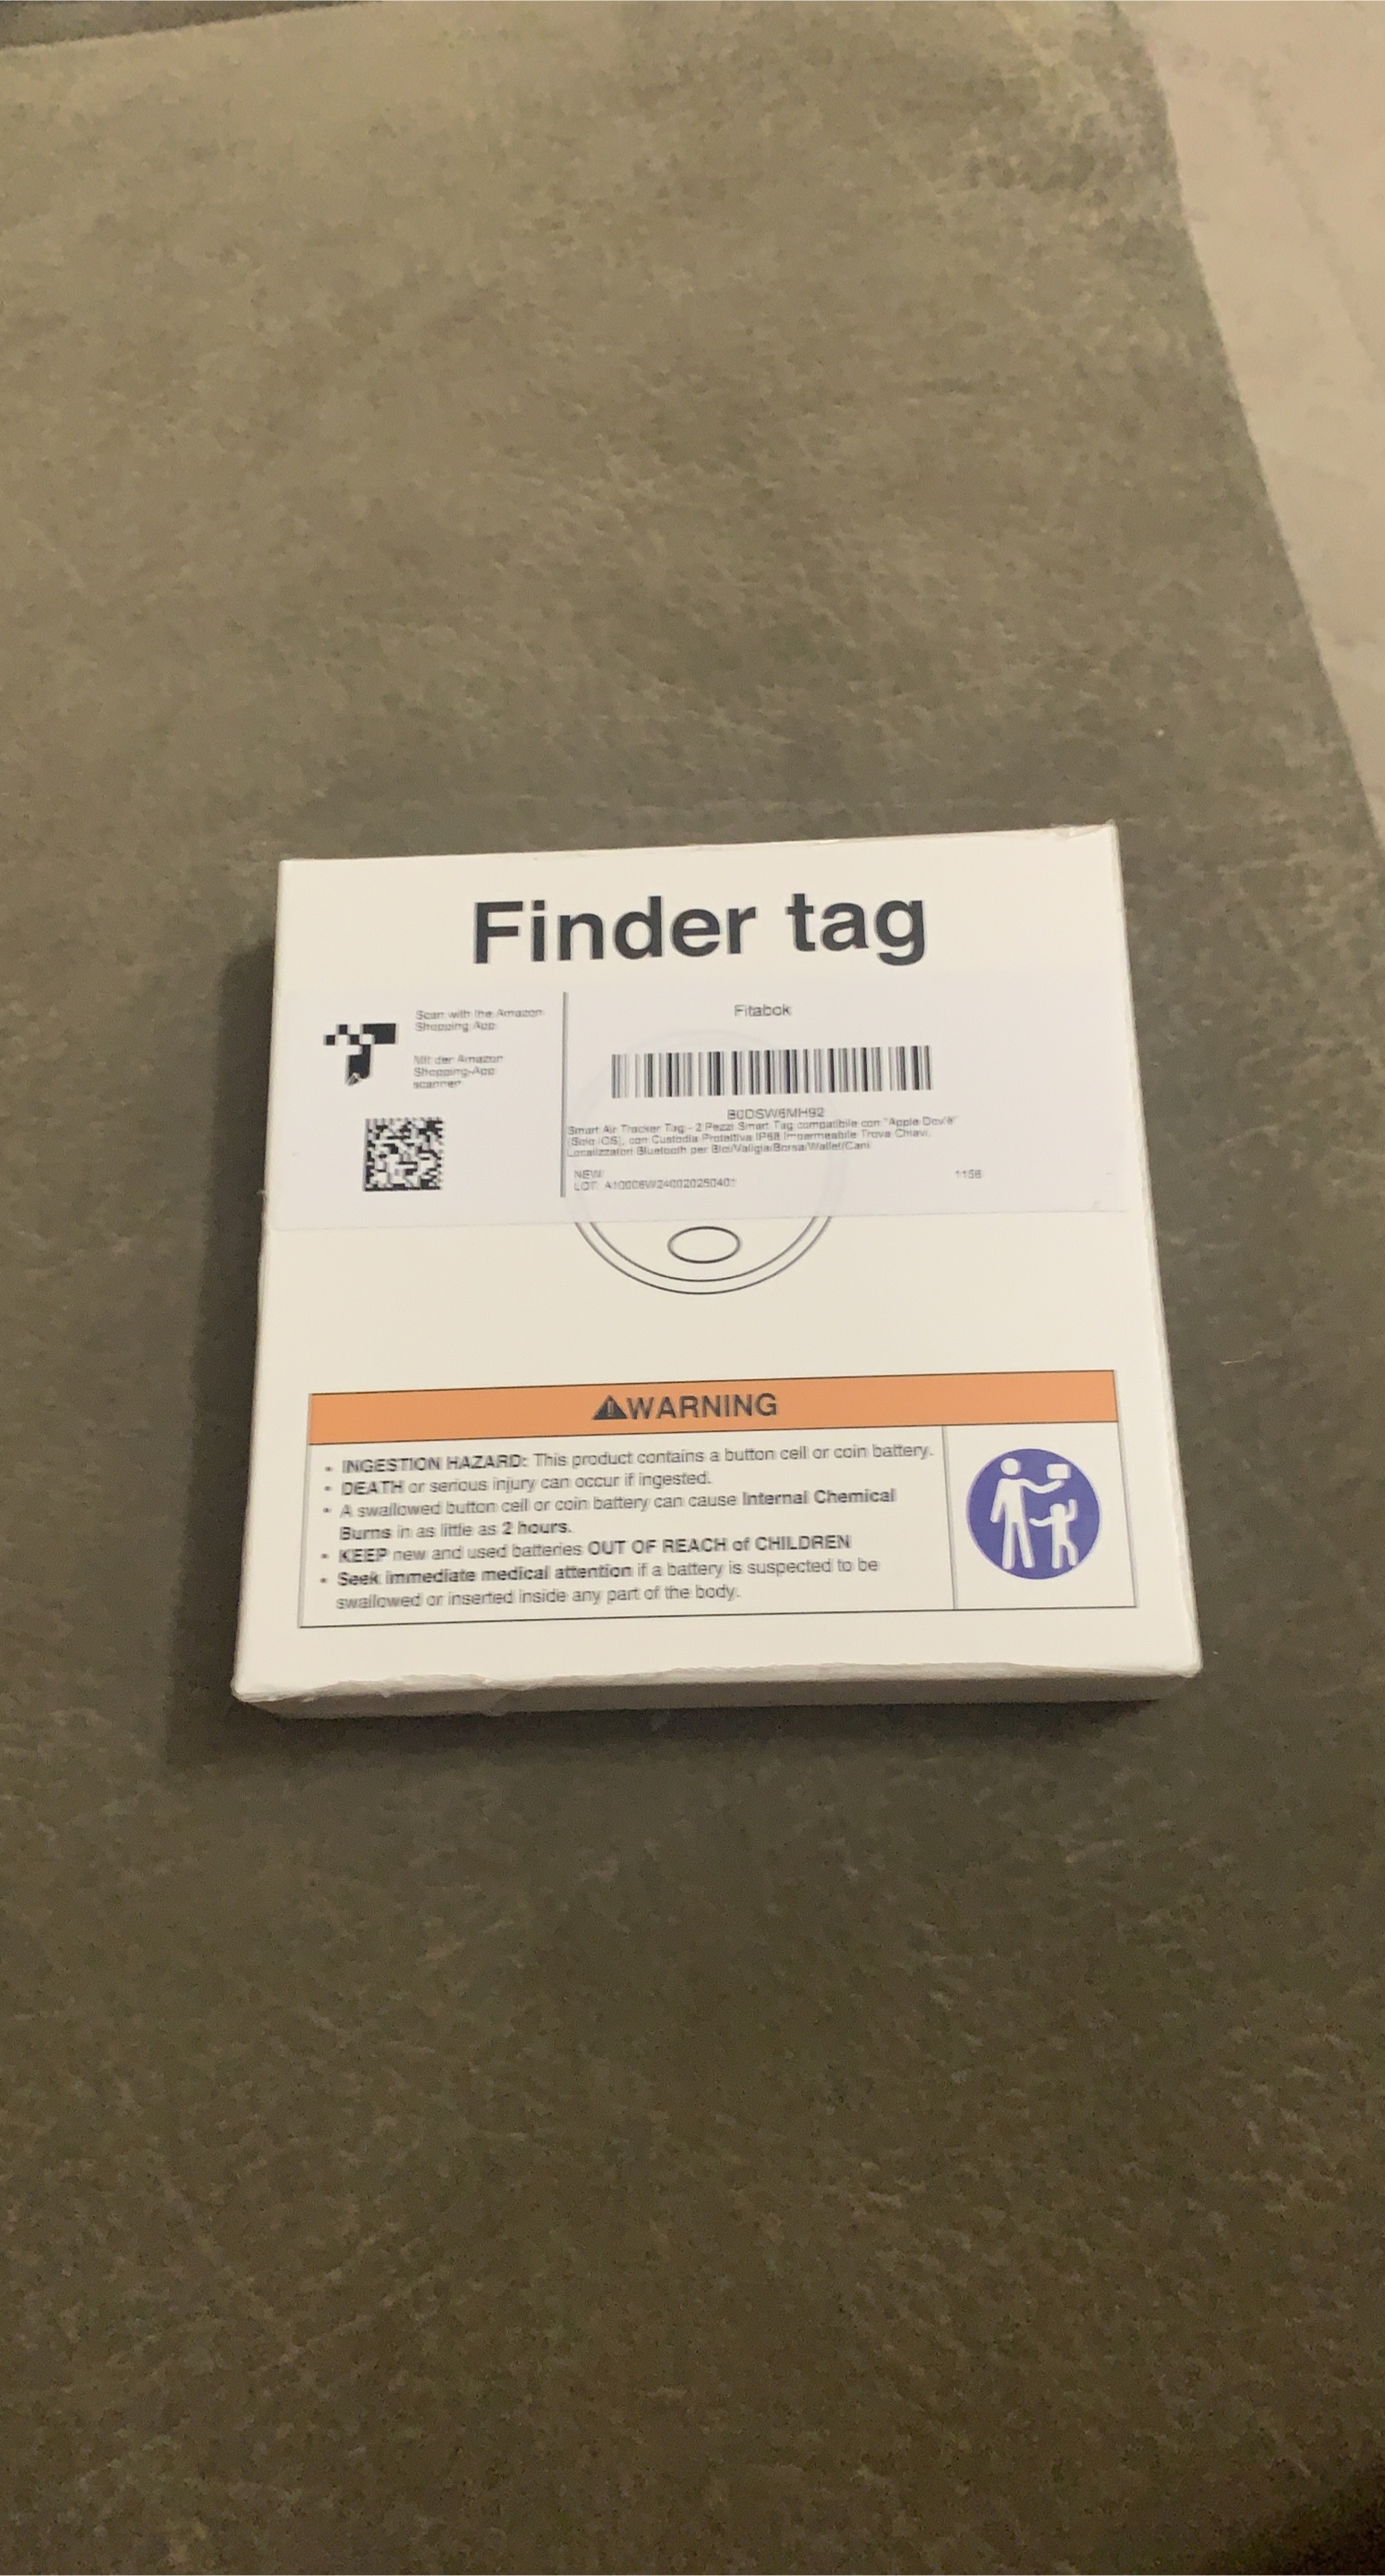 Finder tag
Scan with the Amazon
Shopping App
Mit der Amazon
Shopping-App
scannen
Fitabok
B0DSW6MH92
Smart Air Tracker Tag - 2 Pezzi Smart Tag compatibile con "Apple Dov'è"
(Solo iOS), con Custodia Protettiva IP68 Impermeabile Trova Chiavi,
Localizzatori Bluetooth per Bici/Valigia/Borsa/Wallet/Cani
NEW
LOT:
1156
WARNING
• INGESTION HAZARD: This product contains a button cell or coin battery.
• DEATH or serious injury can occur if ingested.
• A swallowed button cell or coin battery can cause Internal Chemical
Burns in as little as 2 hours.
• KEEP new and used batteries OUT OF REACH of CHILDREN
• Seek immediate medical attention if a battery is suspected to be
swallowed or inserted inside any part of the body.